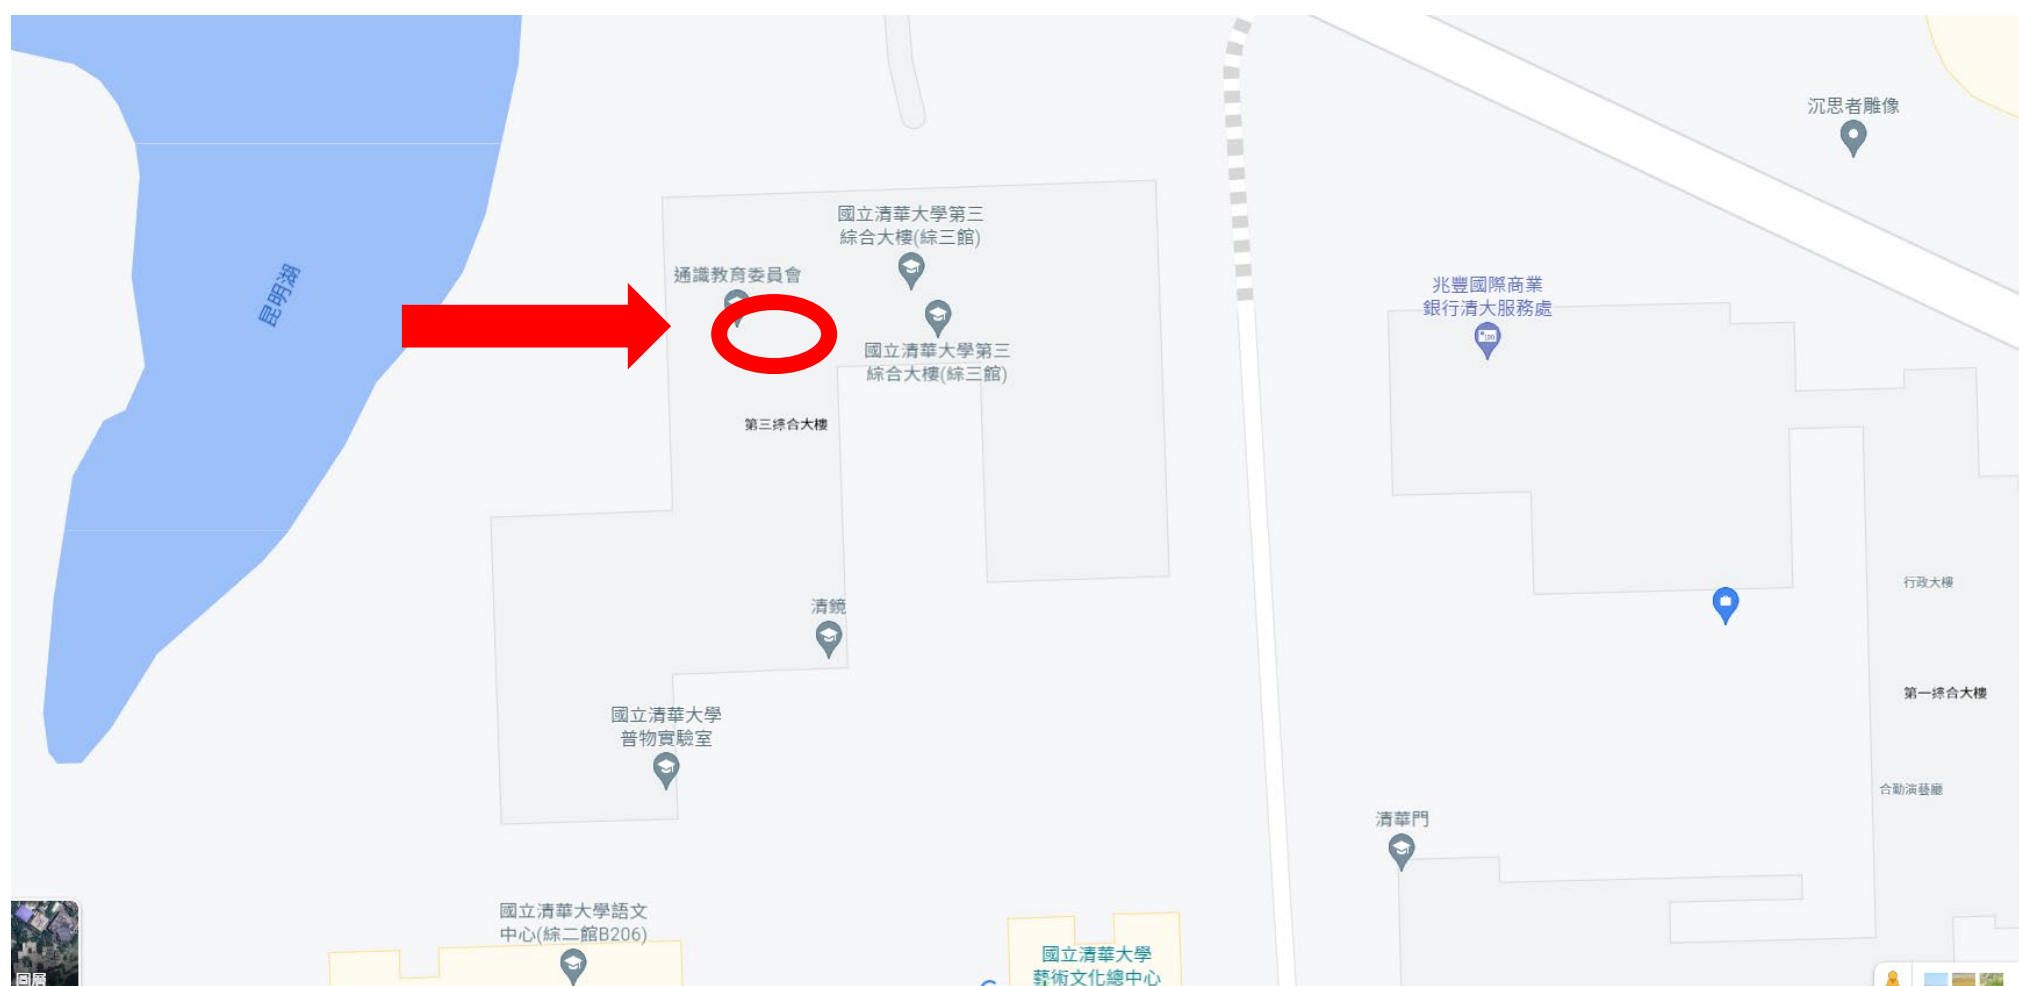 沉思者雕像
國立清華大學第三
綜合大樓(綜三館)
通識教育委員會
昆明湖
兆豐國際商業
銀行清大服務處
國立清華大學第三
綜合大樓(綜三館)
第三綜合大樓
行政大樓
清鏡
第一綜合大樓
國立清華大學
普物實驗室
合勤演藝廳
清華門
國立清華大學語文
中心(綜二館B206)
國立清華大學
藝術文化總中心
圖層